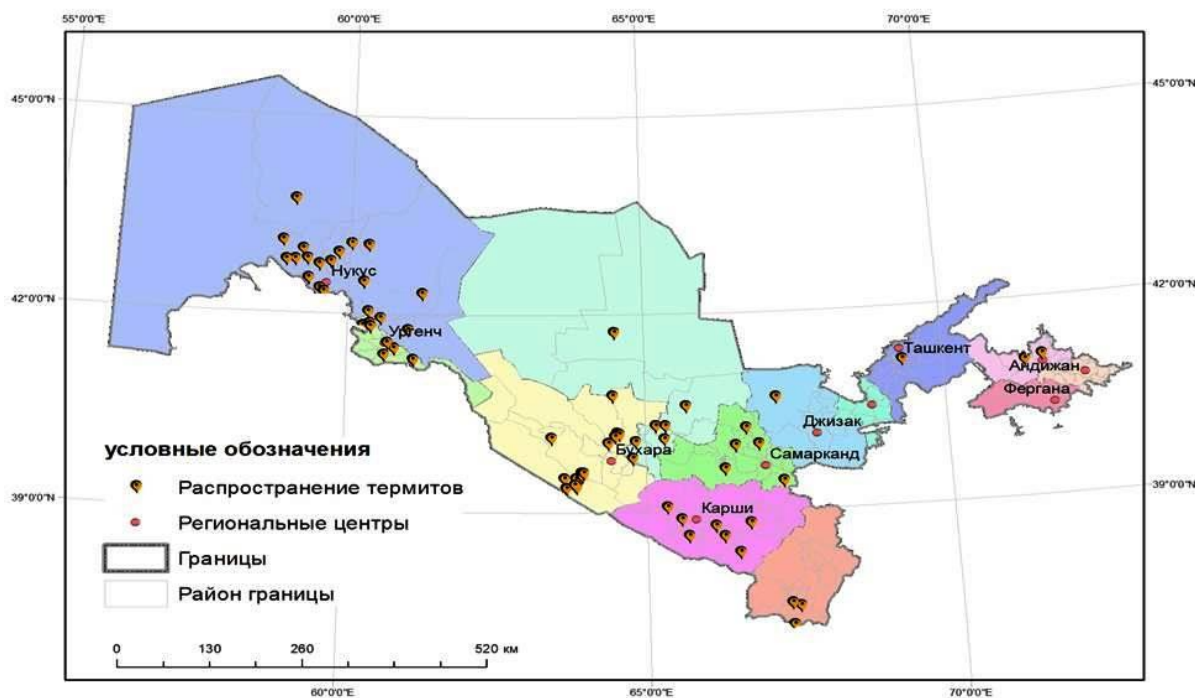 55°0'0"E 60°0'0"E 65°0'0"E 70°0'0"E
45°0'0"N 45°0'0"N
42°0'0"N 42°0'0"N
39°0'0"N 39°0'0"N
Нукус
Ургенч
Ташкент
Андижан
Фергана
Джизак
Бухара
Самарканд
Карши
условные обозначения
Распространение термитов
Региональные центры
Границы
Район границы
0 130 260 520 км
60°0'0"E 65°0'0"E 70°0'0"E